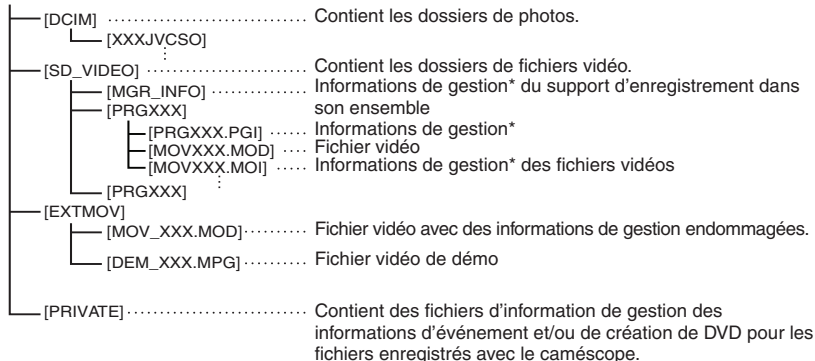 [DCIM] Contient les dossiers de photos.
[XXXJVCSO]
[SD_VIDEO] Contient les dossiers de fichiers vidéo.
[MGR_INFO] Informations de gestion* du support d'enregistrement dans
son ensemble
[PRGXXX]
[PRGXXX.PGI] Informations de gestion*
[MOVXXX.MOD] Fichier vidéo
[MOVXXX.MOI] Informations de gestion* des fichiers vidéos
[PRGXXX]
[EXTMOV]
[MOV_XXX.MOD] Fichier vidéo avec des informations de gestion endommagées.
[DEM_XXX.MPG] Fichier vidéo de démo
[PRIVATE] Contient des fichiers d'information de gestion des
informations d'événement et/ou de création de DVD pour les
fichiers enregistrés avec le caméscope.